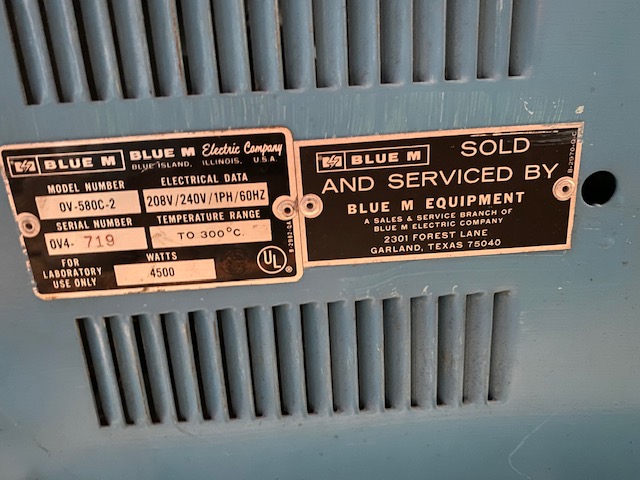 BLUE M
BLUE M Electric Company
BLUE ISLAND, ILLINOIS, U.S.A.
MODEL NUMBER
OV-580C-2
ELECTRICAL DATA
208V/240V/1PH/60HZ
SERIAL NUMBER
OV4- 719
TEMPERATURE RANGE
TO 300°C.
FOR
LABORATORY
USE ONLY
WATTS
4500
UL
BLUE M
SOLD
AND SERVICED BY
BLUE M EQUIPMENT
A SALES & SERVICE BRANCH OF
BLUE M ELECTRIC COMPANY
2301 FOREST LANE
GARLAND, TEXAS 75040